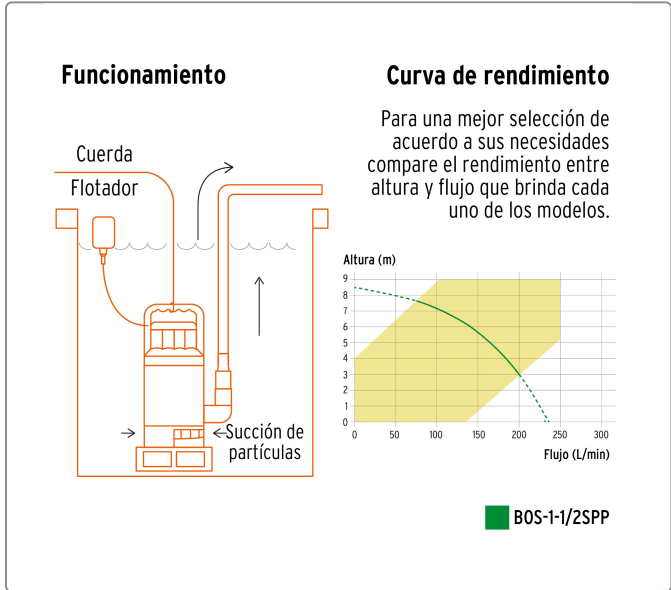 Funcionamiento
Cuerda
Flotador
Succión de
partículas
Curva de rendimiento
Para una mejor selección de
acuerdo a sus necesidades
compare el rendimiento entre
altura y flujo que brinda cada
uno de los modelos.
Altura (m)
9
8
7
6
5
4
3
2
1
0
0 50 100 150 200 250 300
Flujo (L/min)
BOS-1-1/2SPP